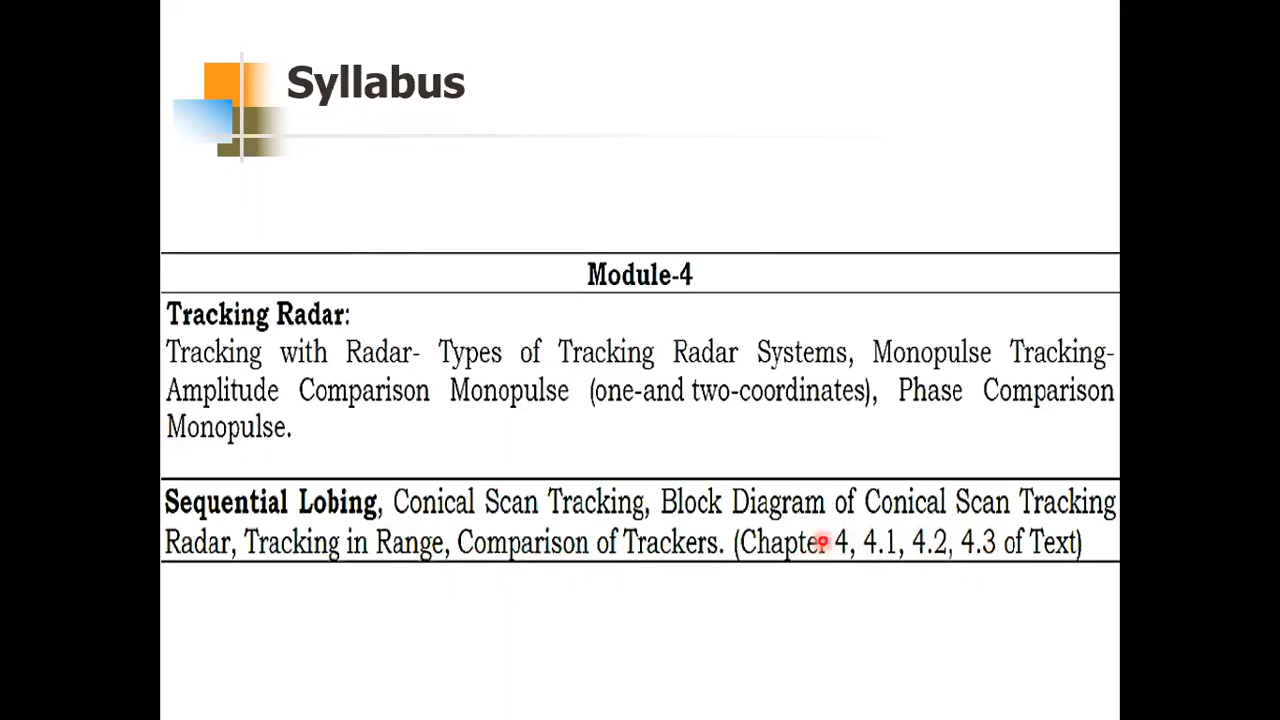 Syllabus
Module-4
Tracking Radar:
Tracking with Radar- Types of Tracking Radar Systems, Monopulse Tracking-
Amplitude Comparison Monopulse (one-and two-coordinates), Phase Comparison
Monopulse.
Sequential Lobing, Conical Scan Tracking, Block Diagram of Conical Scan Tracking
Radar, Tracking in Range, Comparison of Trackers. (Chapter 4, 4.1, 4.2, 4.3 of Text)